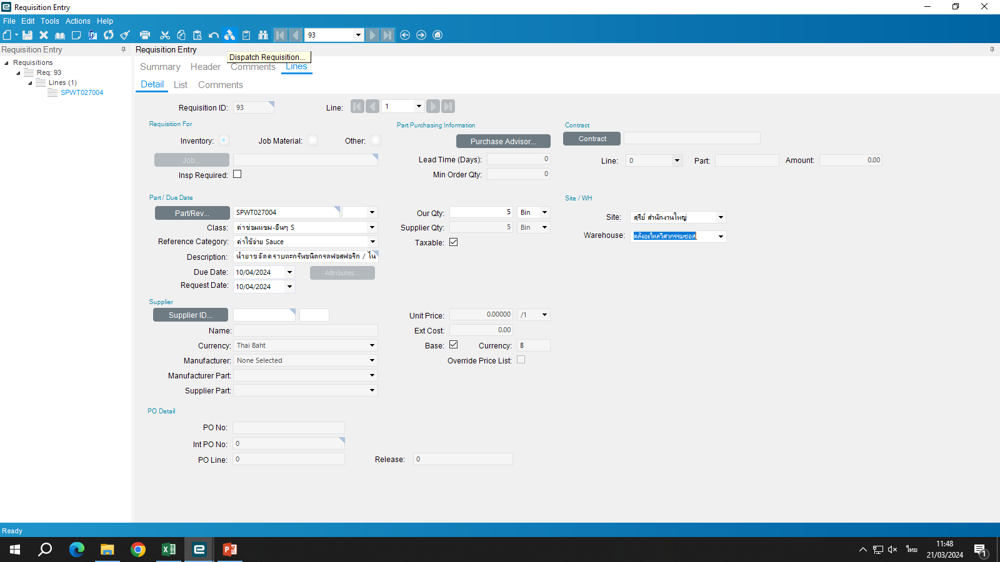 Requisition Entry
File Edit Tools Actions Help
93
Requisition Entry
Requisition Entry
Dispatch Requisition...
Requisitions
Req: 93
Lines (1)
SPWT027004
Summary Header Comments Lines
Detail List Comments
Requisition ID: 93 Line: 1
Requisition For Part Purchasing Information Contract
Inventory: Job Material: Other: Purchase Advisor... Contract
Job... Lead Time (Days): 0 Line: 0 Part: Amount: 0.00
Insp Required: Min Order Qty: 0
Part / Due Date Site / WH
Part/Rev... SPWT027004 Our Qty: 5 Bin Site: สุรีย์ สำนักงานใหญ่
Class: ค่าซ่อมแซม-อื่นๆ S Supplier Qty: 5 Bin Warehouse: คลังอะไหล่วิศวกรรมซอส
Reference Category: ค่าใช้จ่าย Sauce Taxable:
Description: น้ำยาขจัดคราบตะกรันชนิดกรดฟอสฟอริก / ไน
Due Date: 10/04/2024 Attributes...
Request Date: 10/04/2024
Supplier
Supplier ID... Unit Price: 0.00000 /1
Name: Ext Cost: 0.00
Currency: Thai Baht Base: Currency: ฿
Manufacturer: None Selected Override Price List:
Manufacturer Part:
Supplier Part:
PO Detail
PO No:
Int PO No: 0
PO Line: 0 Release: 0
Ready
ไทย
11:48
21/03/2024
1